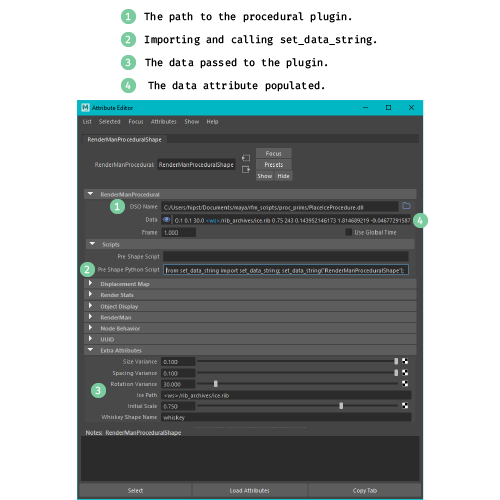 1 The path to the procedural plugin.
2 Importing and calling set_data_string.
3 The data passed to the plugin.
4 The data attribute populated.
M Attribute Editor
List Selected Focus Attributes Show Help
RenderManProceduralShape
Focus
RenderManProcedural: RenderManProceduralShape
Presets
Show Hide
RenderManProcedural
1 DSO Name C:/Users/hipst/Documents/maya/rfm_scripts/proc_prims/PlaceIceProcedure.dll
Data 0.1 0.1 30.0 <ws>/rib_archives/ice.rib 0.75 243 0.143952146173 1.814689219 -0.04677291587 4
Frame 1.000 Use Global Time
Scripts
Pre Shape Script
2 Pre Shape Python Script from set_data_string import set_data_string; set_data_string("RenderManProceduralShape");
Displacement Map
Render Stats
Object Display
RenderMan
Node Behavior
UUID
Extra Attributes
Size Variance 0.100
Spacing Variance 0.100
3 Rotation Variance 30.000
Ice Path <ws>/rib_archives/ice.rib
Initial Scale 0.750
Whiskey Shape Name whiskey
Notes: RenderManProceduralShape
Select Load Attributes Copy Tab